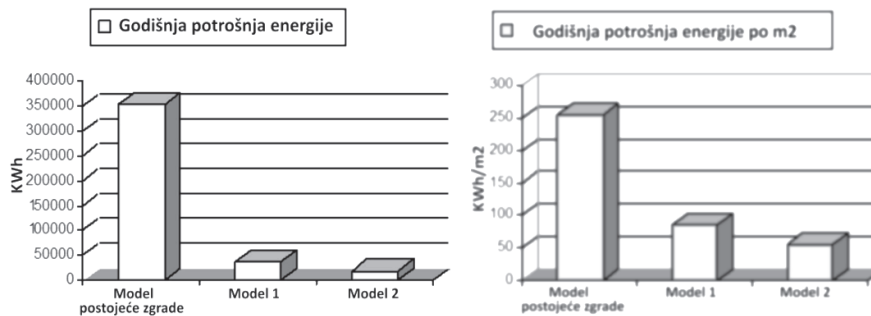 Godišnja potrošnja energije
KWh
400000
350000
300000
250000
200000
150000
100000
50000
0
Model
postojeće zgrade
Model 1
Model 2
Godišnja potrošnja energije po m2
KWh/m2
300
250
200
150
100
50
0
Model
postojeće zgrade
Model 1
Model 2